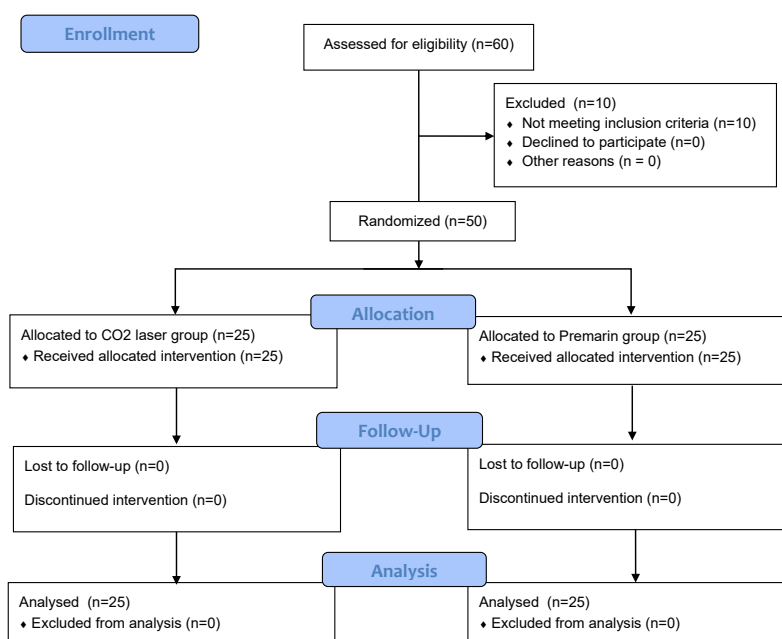 Enrollment
Assessed for eligibility (n=60)
Excluded (n=10)
♦ Not meeting inclusion criteria (n=10)
♦ Declined to participate (n=0)
♦ Other reasons (n = 0)
Randomized (n=50)
Allocation
Allocated to CO2 laser group (n=25)
♦ Received allocated intervention (n=25)
Allocated to Premarin group (n=25)
♦ Received allocated intervention (n=25)
Follow-Up
Lost to follow-up (n=0)
Discontinued intervention (n=0)
Lost to follow-up (n=0)
Discontinued intervention (n=0)
Analysis
Analysed (n=25)
♦ Excluded from analysis (n=0)
Analysed (n=25)
♦ Excluded from analysis (n=0)